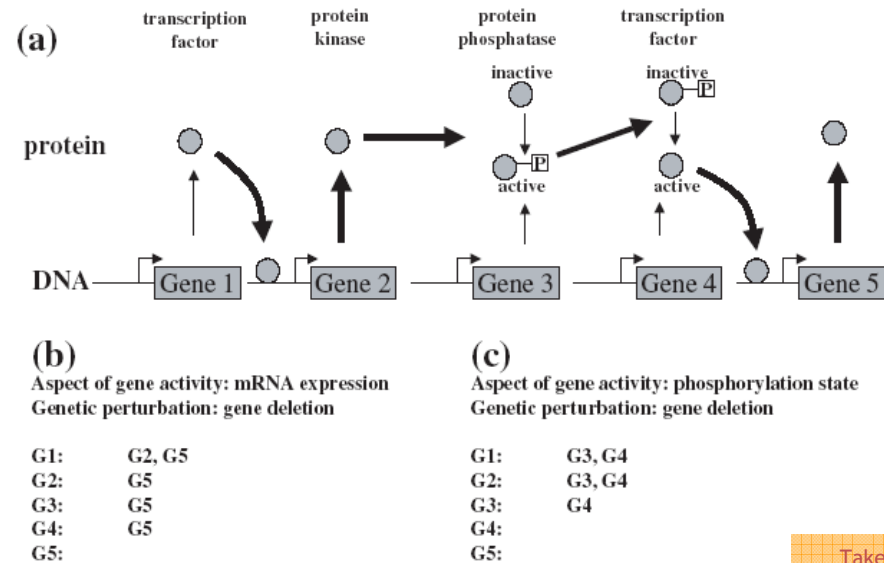 (a)
transcription factor
protein kinase
protein phosphatase
transcription factor
inactive
inactive
P
protein
P
active
active
DNA
Gene 1
Gene 2
Gene 3
Gene 4
Gene 5
(b)
Aspect of gene activity: mRNA expression
Genetic perturbation: gene deletion
G1: G2, G5
G2: G5
G3: G5
G4: G5
G5:
(c)
Aspect of gene activity: phosphorylation state
Genetic perturbation: gene deletion
G1: G3, G4
G2: G3, G4
G3: G4
G4:
G5:
Take